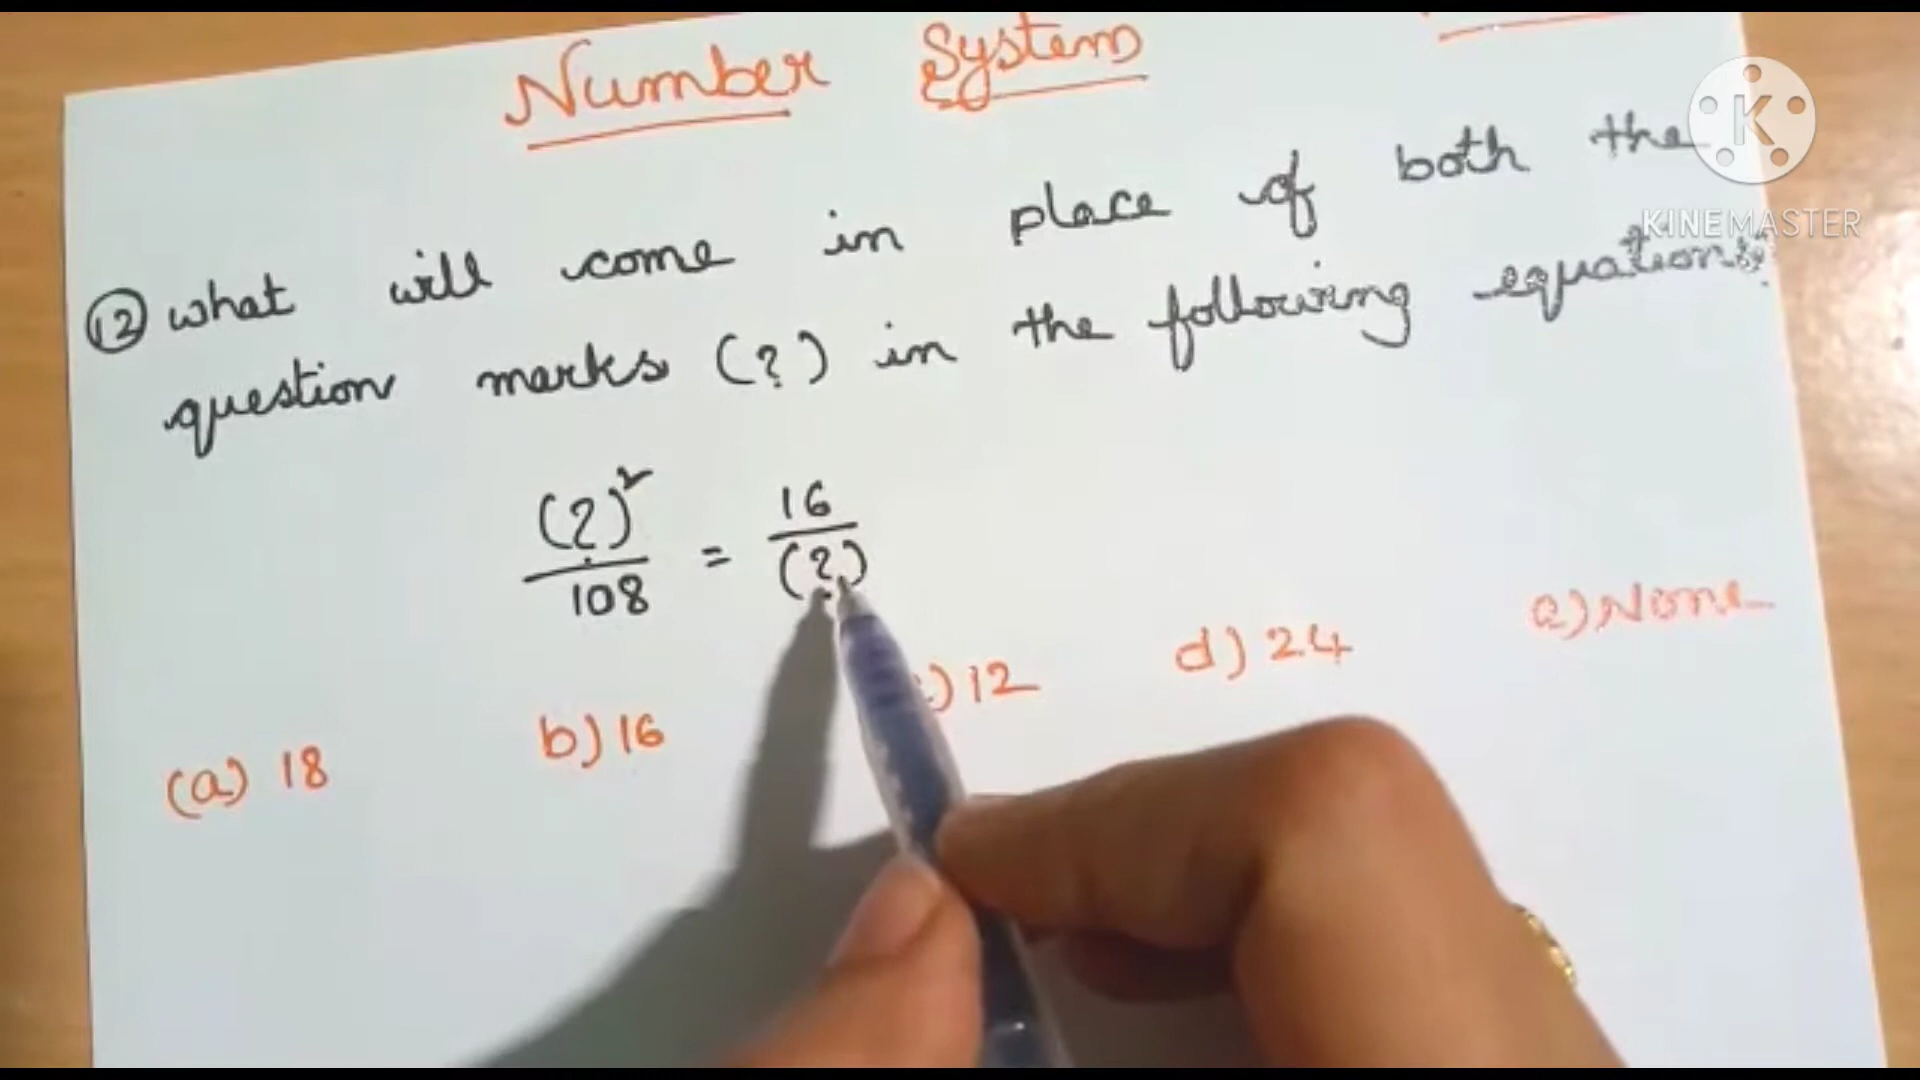 Number System
K
KINEMASTER
(12) What will come in place of both the
question marks (?) in the following equation?
(?)² / 108 = 16 / (?)
(a) 18 b) 16 ) 12 d) 24 e) None